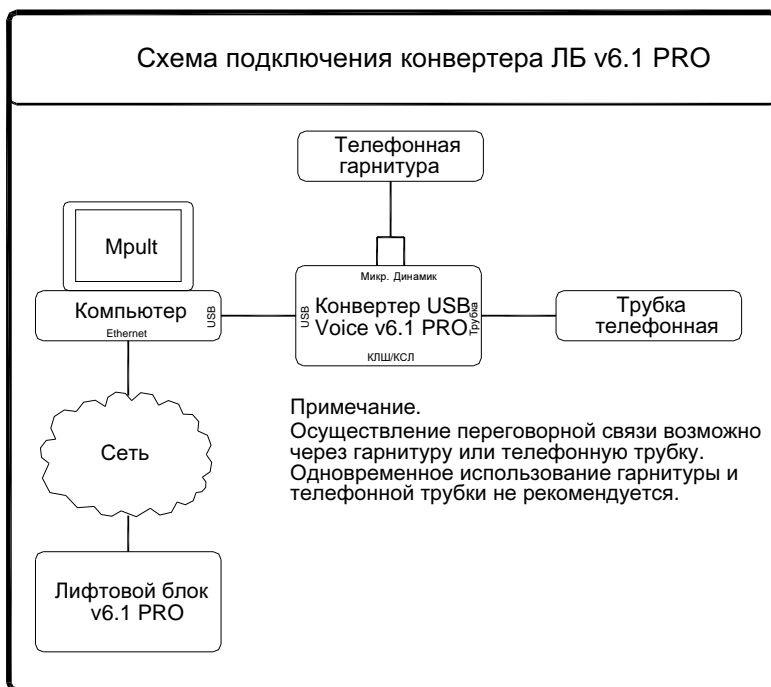 Схема подключения конвертера ЛБ v6.1 PRO
Телефонная
гарнитура
Mpult
Микр. Динамик
Компьютер
USB
Ethernet
USB
Конвертер USB
Voice v6.1 PRO
Трубка
КЛШ/КСЛ
Трубка
телефонная
Примечание.
Осуществление переговорной связи возможно
через гарнитуру или телефонную трубку.
Одновременное использование гарнитуры и
телефонной трубки не рекомендуется.
Сеть
Лифтовой блок
v6.1 PRO